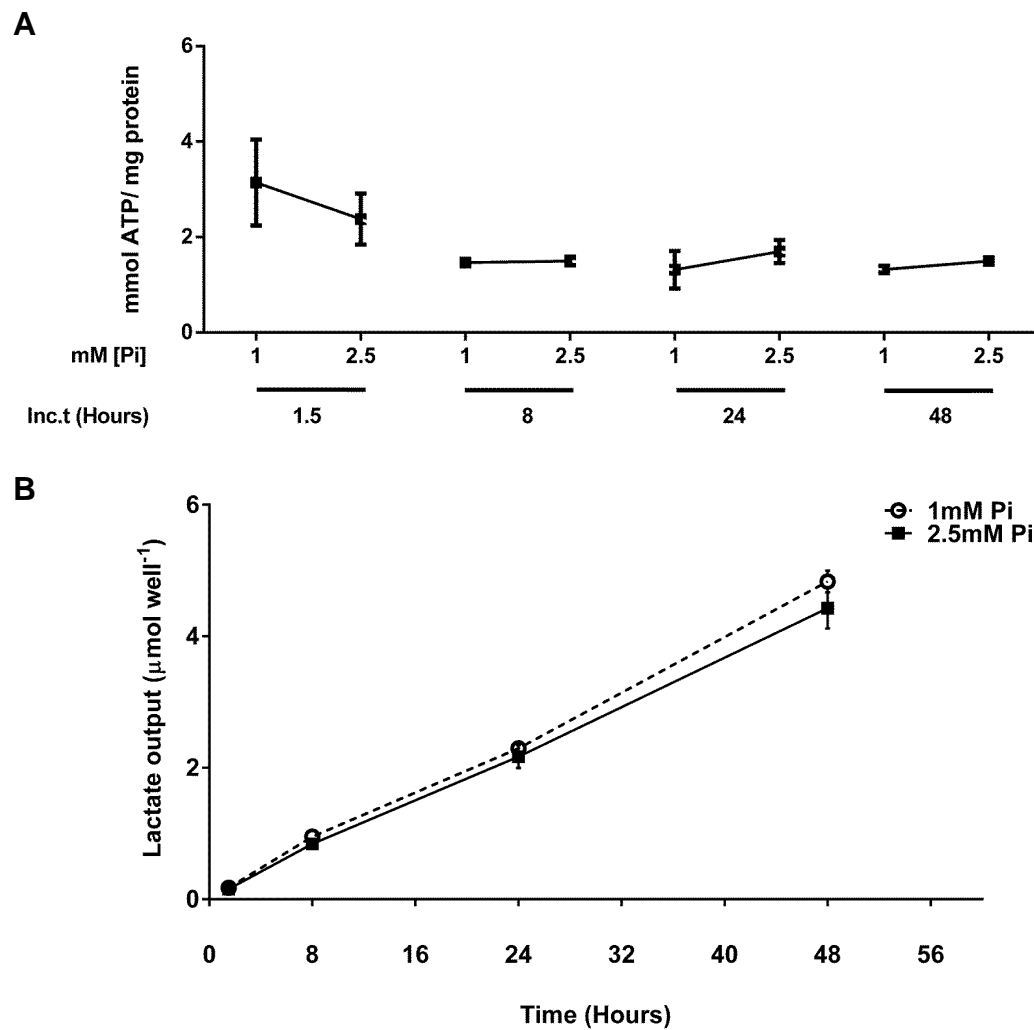 A
6
4
2
0
mmol ATP/ mg protein
mM [Pi] 1 2.5 1 2.5 1 2.5 1 2.5
Inc.t (Hours) 1.5 8 24 48
B
6
4
2
0
Lactate output (μmol well⁻¹)
1mM Pi
2.5mM Pi
0 8 16 24 32 40 48 56
Time (Hours)